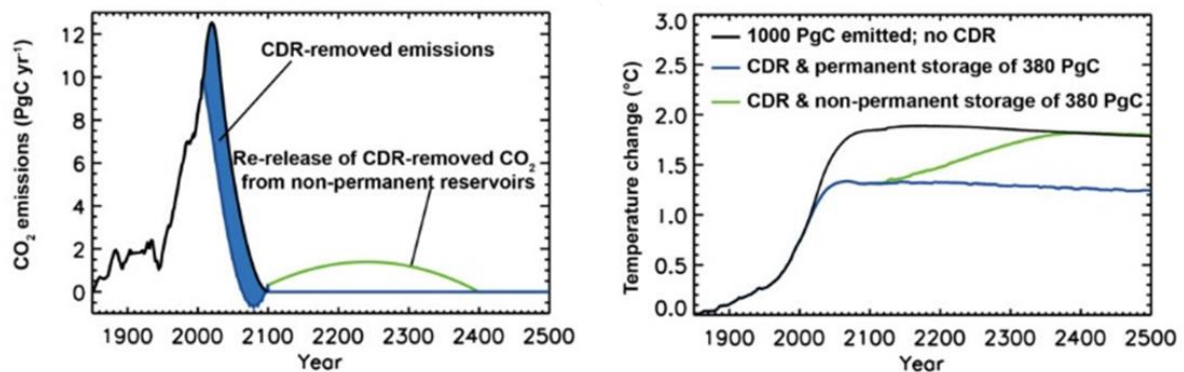 CO₂ emissions (PgC yr⁻¹)
12
10
8
6
4
2
0
CDR-removed emissions
Re-release of CDR-removed CO₂
from non-permanent reservoirs
1900 2000 2100 2200 2300 2400 2500
Year
Temperature change (°C)
3.0
2.5
2.0
1.5
1.0
0.5
0.0
1000 PgC emitted; no CDR
CDR & permanent storage of 380 PgC
CDR & non-permanent storage of 380 PgC
1900 2000 2100 2200 2300 2400 2500
Year